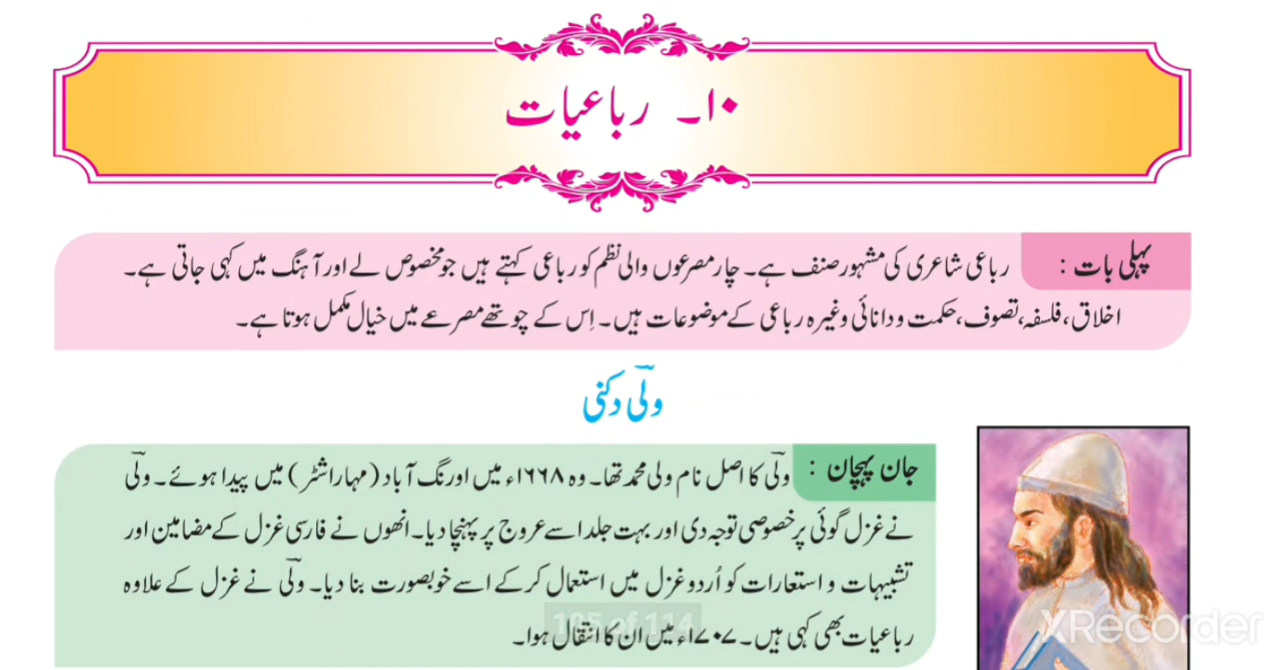 ۱۰۔ رباعیات
پہلی بات :
رباعی شاعری کی مشہور صنف ہے۔ چار مصرعوں والی نظم کو رباعی کہتے ہیں جو مخصوص لے اور آہنگ میں کہی جاتی ہے۔
اخلاق، فلسفہ، تصوف، حکمت و دانائی وغیرہ رباعی کے موضوعات ہیں۔ اِس کے چوتھے مصرعے میں خیال مکمل ہوتا ہے۔
ولیؔ دکنی
جان پہچان :
ولیؔ کا اصل نام ولی محمد تھا۔ وہ ۱۶۶۸ء میں اورنگ آباد (مہاراشٹر) میں پیدا ہوئے۔ ولیؔ
نے غزل گوئی پر خصوصی توجہ دی اور بہت جلد اسے عروج پر پہنچا دیا۔ انھوں نے فارسی غزل کے مضامین اور
تشبیہات و استعارات کو اُردو غزل میں استعمال کر کے اسے خوبصورت بنا دیا۔ ولیؔ نے غزل کے علاوہ
رباعیات بھی کہی ہیں۔ ۱۷۰۷ء میں ان کا انتقال ہوا۔
105 of 114
XRecorder